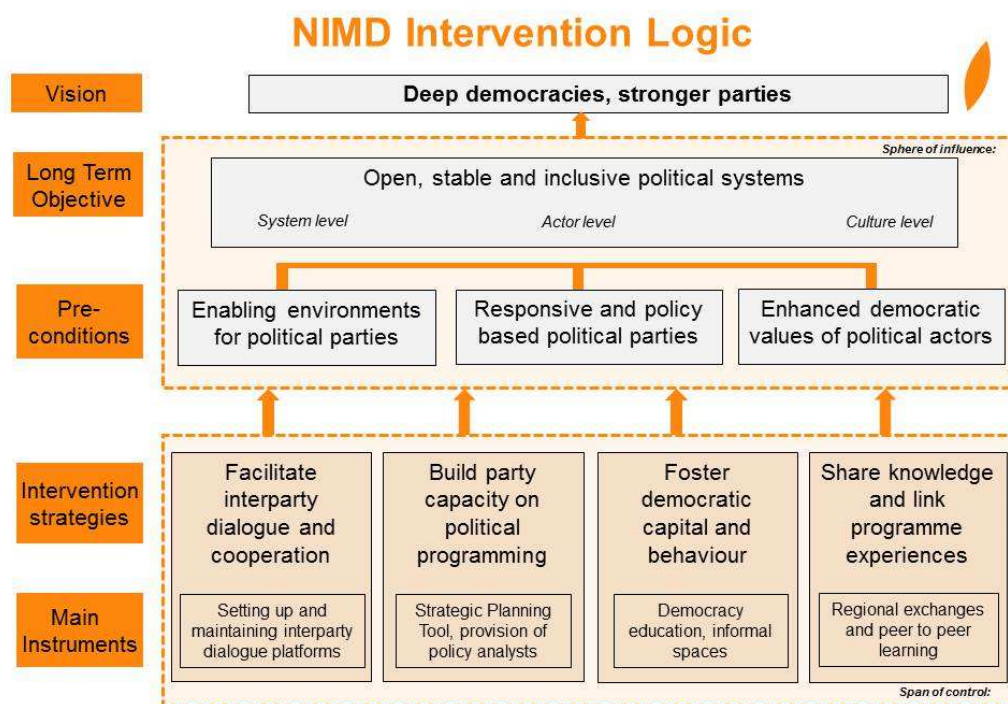 NIMD Intervention Logic
Vision
Deep democracies, stronger parties
Sphere of influence:
Long Term
Objective
Open, stable and inclusive political systems
System level
Actor level
Culture level
Pre-
conditions
Enabling environments
for political parties
Responsive and policy
based political parties
Enhanced democratic
values of political actors
Intervention
strategies
Facilitate
interparty
dialogue and
cooperation
Build party
capacity on
political
programming
Foster
democratic
capital and
behaviour
Share knowledge
and link
programme
experiences
Main
Instruments
Setting up and
maintaining interparty
dialogue platforms
Strategic Planning
Tool, provision of
policy analysts
Democracy
education, informal
spaces
Regional exchanges
and peer to peer
learning
Span of control: